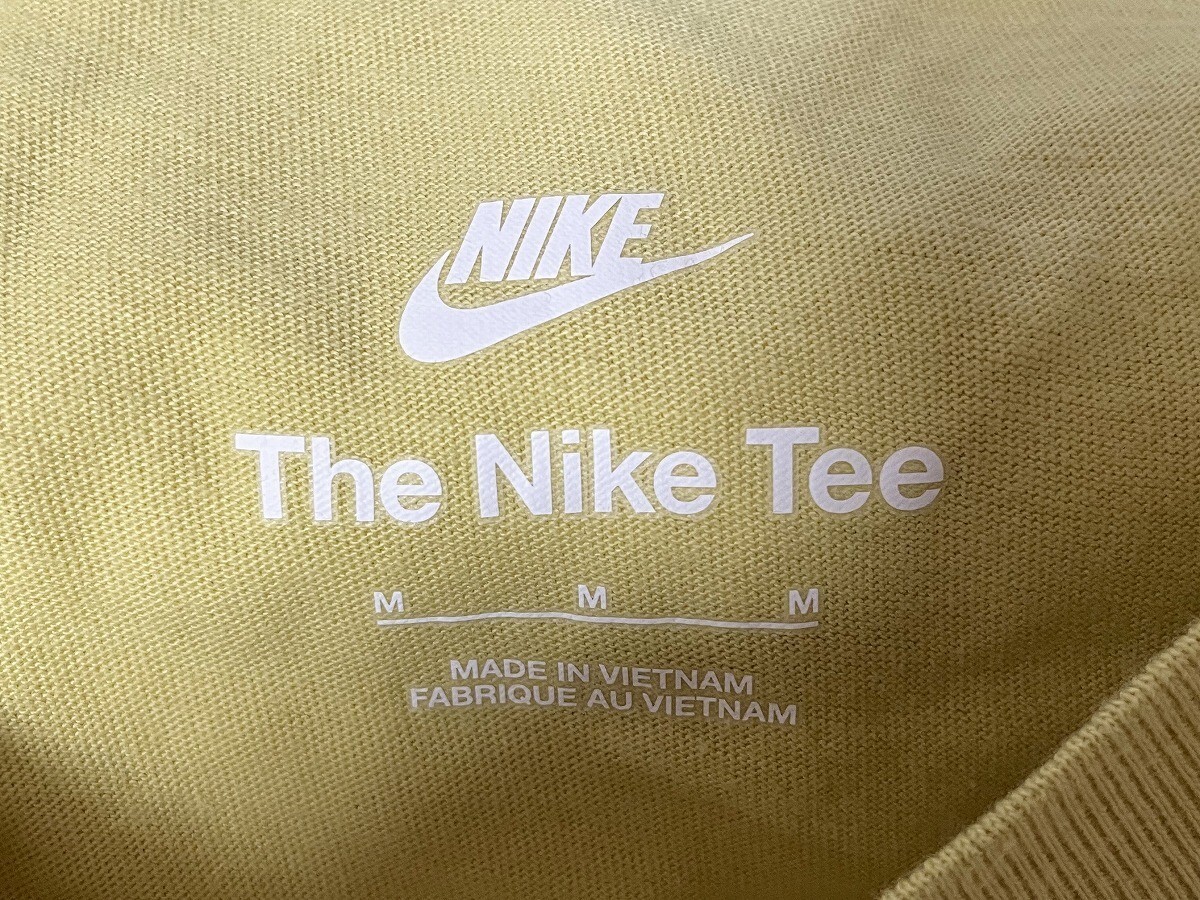 NIKE
The Nike Tee
M M M
MADE IN VIETNAM
FABRIQUE AU VIETNAM